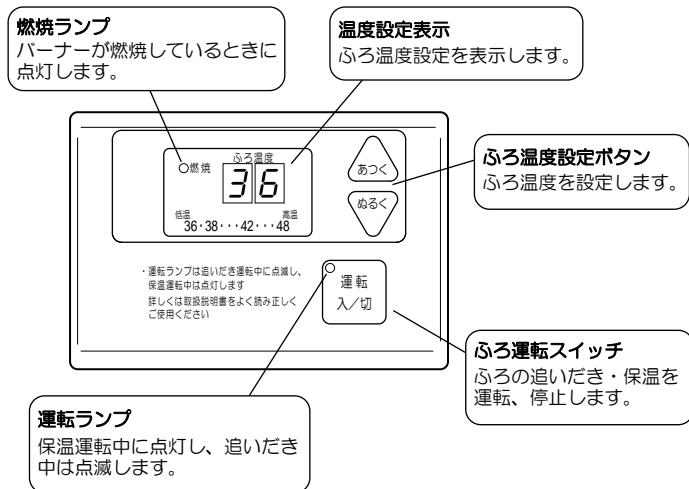 燃焼ランプ
バーナーが燃焼しているときに
点灯します。
温度設定表示
ふろ温度設定を表示します。
ふろ温度
燃焼
36
低温
高温
36・38・・・42・・・48
あつく
ぬるく
ふろ温度設定ボタン
ふろ温度を設定します。
・運転ランプは追いだき運転中に点滅し、
保温運転中は点灯します
詳しくは取扱説明書をよく読み正しく
ご使用ください
運転
入／切
ふろ運転スイッチ
ふろの追いだき・保温を
運転、停止します。
運転ランプ
保温運転中に点灯し、追いだき
中は点滅します。